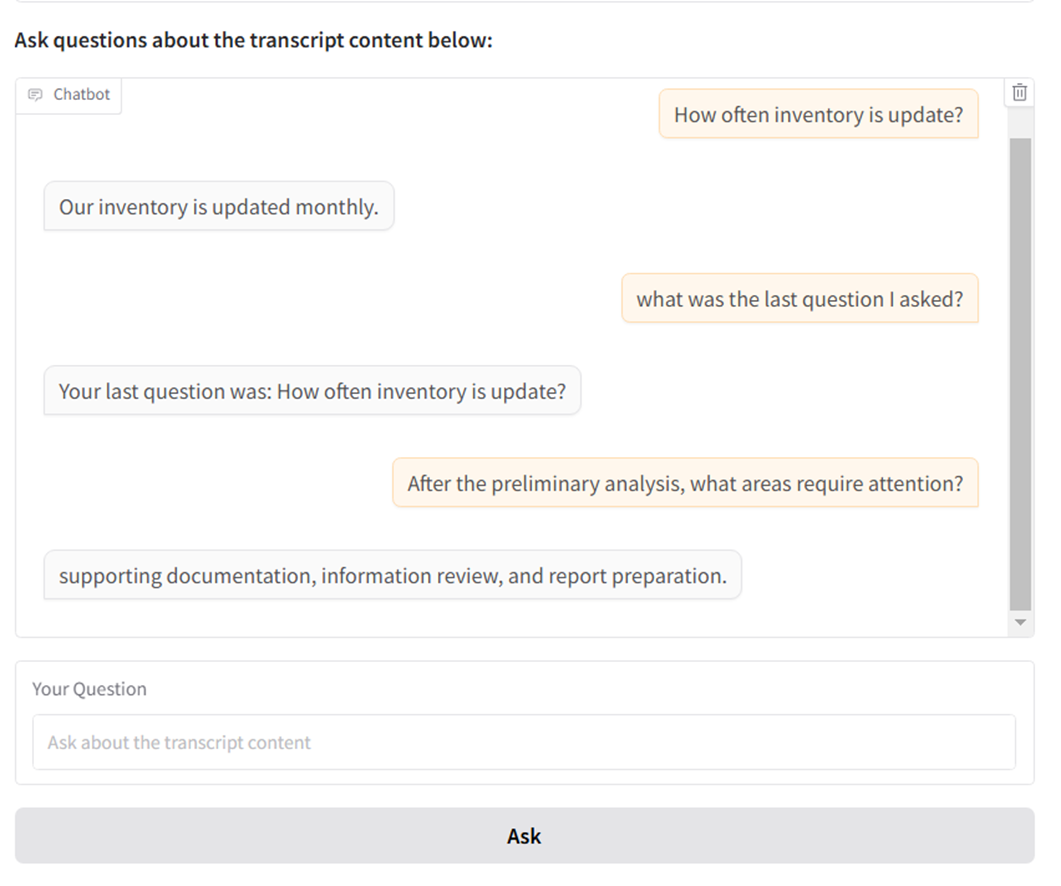 Ask questions about the transcript content below:
Chatbot
How often inventory is update?
Our inventory is updated monthly.
what was the last question I asked?
Your last question was: How often inventory is update?
After the preliminary analysis, what areas require attention?
supporting documentation, information review, and report preparation.
Your Question
Ask about the transcript content
Ask